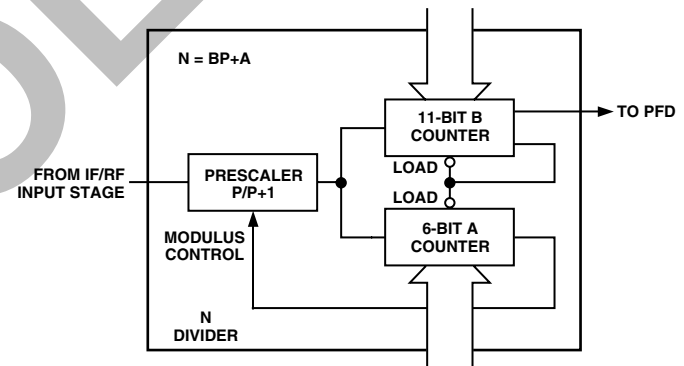 N = BP+A
11-BIT B
COUNTER
TO PFD
LOAD
FROM IF/RF
INPUT STAGE
PRESCALER
P/P+1
LOAD
6-BIT A
COUNTER
MODULUS
CONTROL
N
DIVIDER